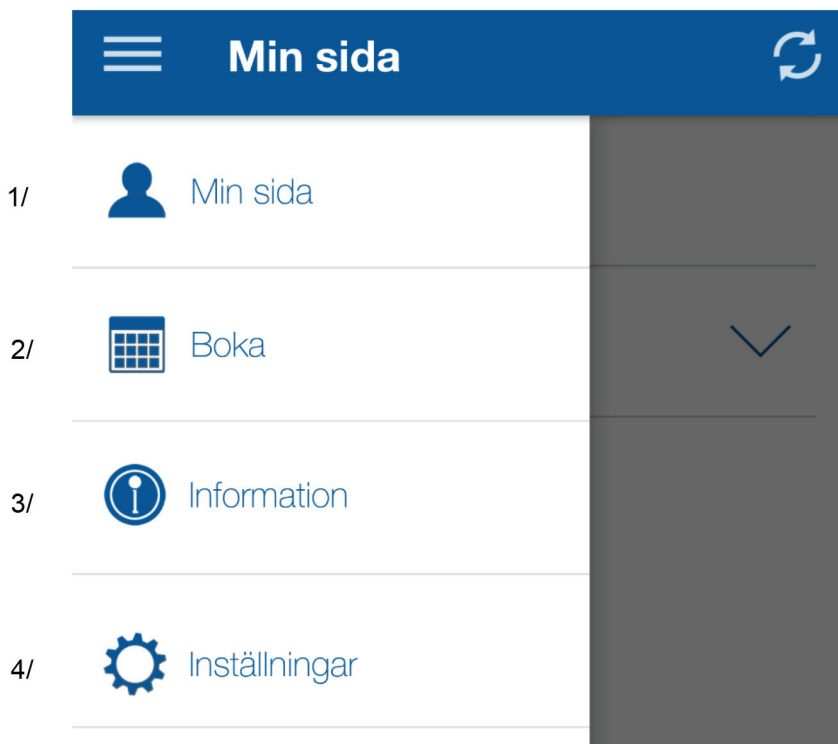 Min sida
1/ Min sida
2/ Boka
3/ Information
4/ Inställningar